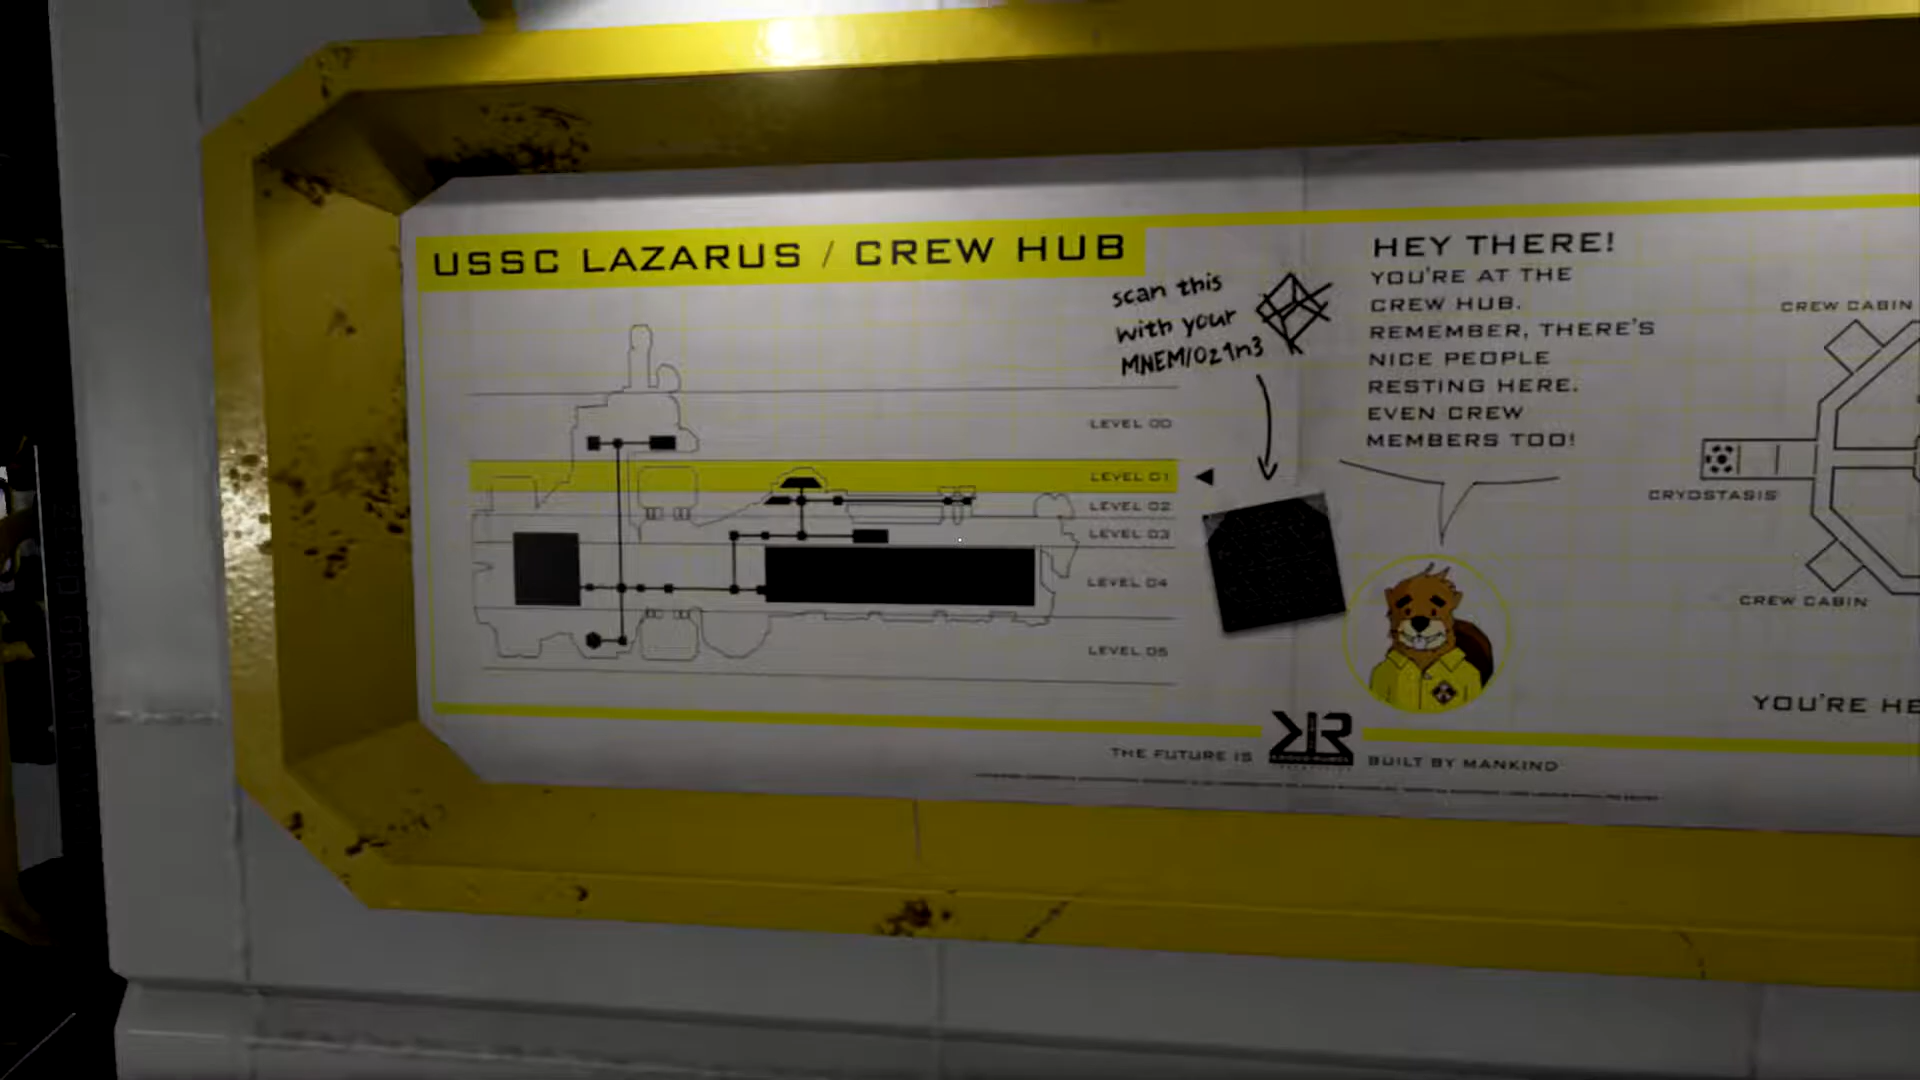 USSC LAZARUS / CREW HUB
scan this
with your
MNEM/Oz1n3
LEVEL 00
LEVEL 01
LEVEL 02
LEVEL 03
LEVEL 04
LEVEL 05
HEY THERE!
YOU'RE AT THE
CREW HUB.
REMEMBER, THERE'S
NICE PEOPLE
RESTING HERE.
EVEN CREW
MEMBERS TOO!
CREW CABIN
CRYOSTASIS
CREW CABIN
YOU'RE HE
THE FUTURE IS
BUILT BY MANKIND